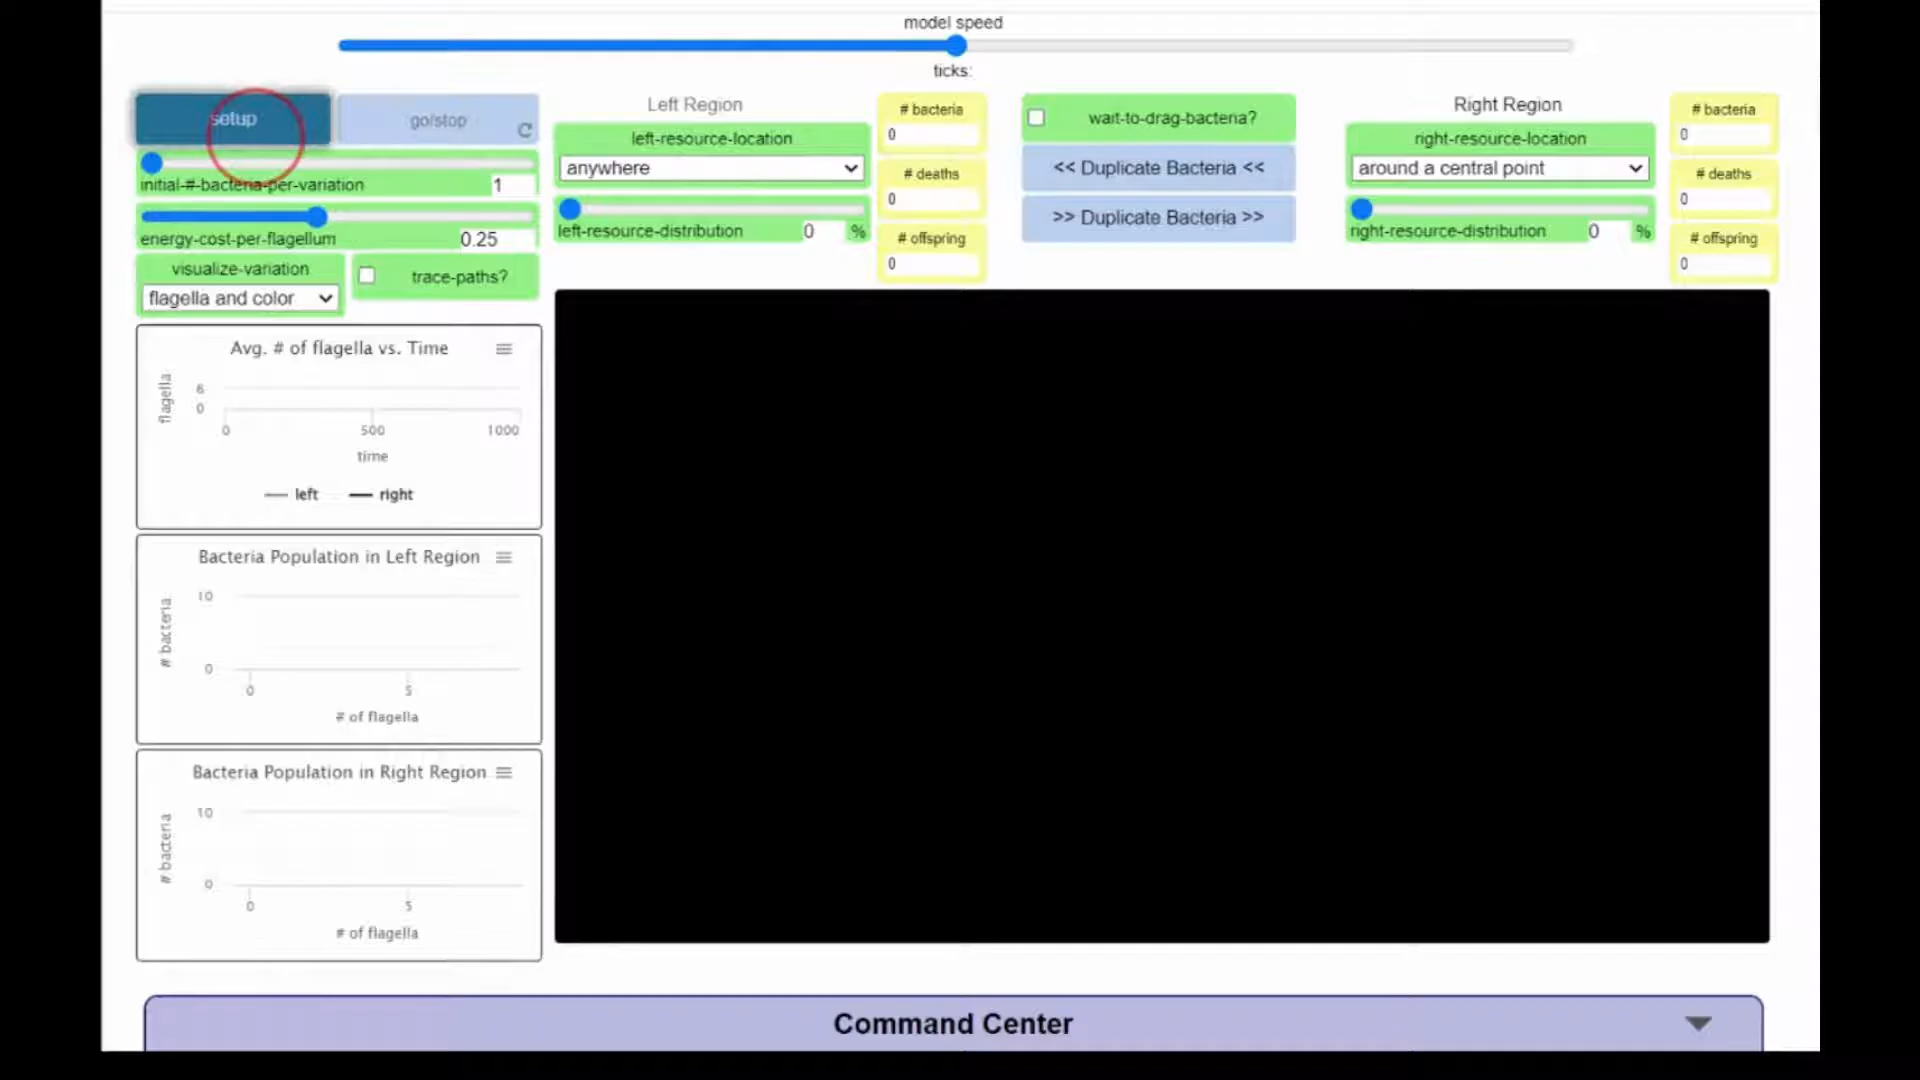 model speed
ticks:
setup
go/stop
initial-#-bacteria-per-variation 1
energy-cost-per-flagellum 0.25
visualize-variation
flagella and color
trace-paths?
Left Region
left-resource-location
anywhere
left-resource-distribution 0 %
# bacteria
0
# deaths
0
# offspring
0
wait-to-drag-bacteria?
<< Duplicate Bacteria <<
>> Duplicate Bacteria >>
Right Region
right-resource-location
around a central point
right-resource-distribution 0 %
# bacteria
0
# deaths
0
# offspring
0
Avg. # of flagella vs. Time
flagella
6
0
0 500 1000
time
left right
Bacteria Population in Left Region
# bacteria
10
0
0 5
# of flagella
Bacteria Population in Right Region
# bacteria
10
0
0 5
# of flagella
Command Center